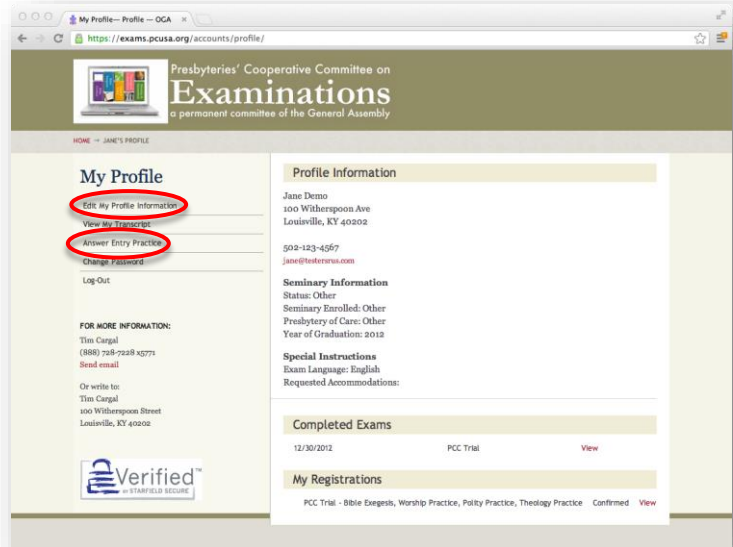 My Profile— Profile — OGA
https://exams.pcusa.org/accounts/profile/
Presbyteries' Cooperative Committee on
Examinations
a permanent committee of the General Assembly
HOME → JANE'S PROFILE
My Profile
Edit My Profile Information
View My Transcript
Answer Entry Practice
Change Password
Log-Out
FOR MORE INFORMATION:
Tim Cargal
(888) 728-7228 x5771
Send email
Or write to:
Tim Cargal
100 Witherspoon Street
Louisville, KY 40202
Verified™
BY STARFIELD SECURE
Profile Information
Jane Demo
100 Witherspoon Ave
Louisville, KY 40202
502-123-4567
jane@testersrus.com
Seminary Information
Status: Other
Seminary Enrolled: Other
Presbytery of Care: Other
Year of Graduation: 2012
Special Instructions
Exam Language: English
Requested Accommodations:
Completed Exams
12/30/2012 PCC Trial View
My Registrations
PCC Trial - Bible Exegesis, Worship Practice, Polity Practice, Theology Practice Confirmed View